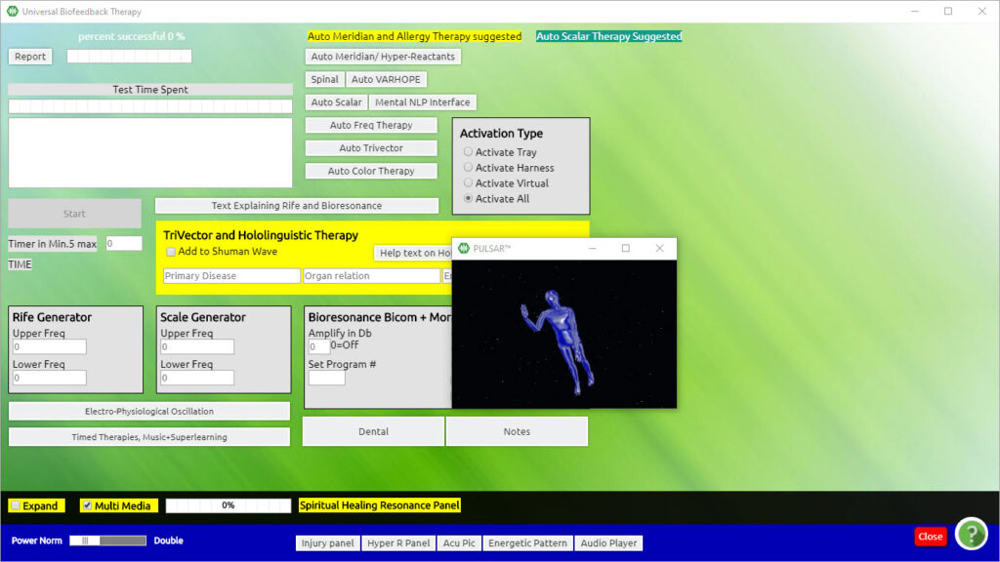 Universal Biofeedback Therapy
percent successful 0 %
Auto Meridian and Allergy Therapy suggested
Auto Scalar Therapy Suggested
Report
Auto Meridian/ Hyper-Reactants
Spinal
Auto VARHOPE
Test Time Spent
Auto Scalar
Mental NLP Interface
Auto Freq Therapy
Auto Trivector
Auto Color Therapy
Activation Type
Activate Tray
Activate Harness
Activate Virtual
Activate All
Start
Text Explaining Rife and Bioresonance
Timer in Min.5 max
0
TIME
TriVector and Hololinguistic Therapy
Add to Shuman Wave
Help text on Ho
Primary Disease
Organ relation
PULSAR™
Rife Generator
Upper Freq
0
Lower Freq
0
Scale Generator
Upper Freq
0
Lower Freq
0
Bioresonance Bicom + Mor
Amplify in Db
0
0=Off
Set Program #
Electro-Physiological Oscillation
Timed Therapies, Music+Superlearning
Dental
Notes
Expand
Multi Media
0%
Spiritual Healing Resonance Panel
Power Norm
Double
Injury panel
Hyper R Panel
Acu Pic
Energetic Pattern
Audio Player
Close
?